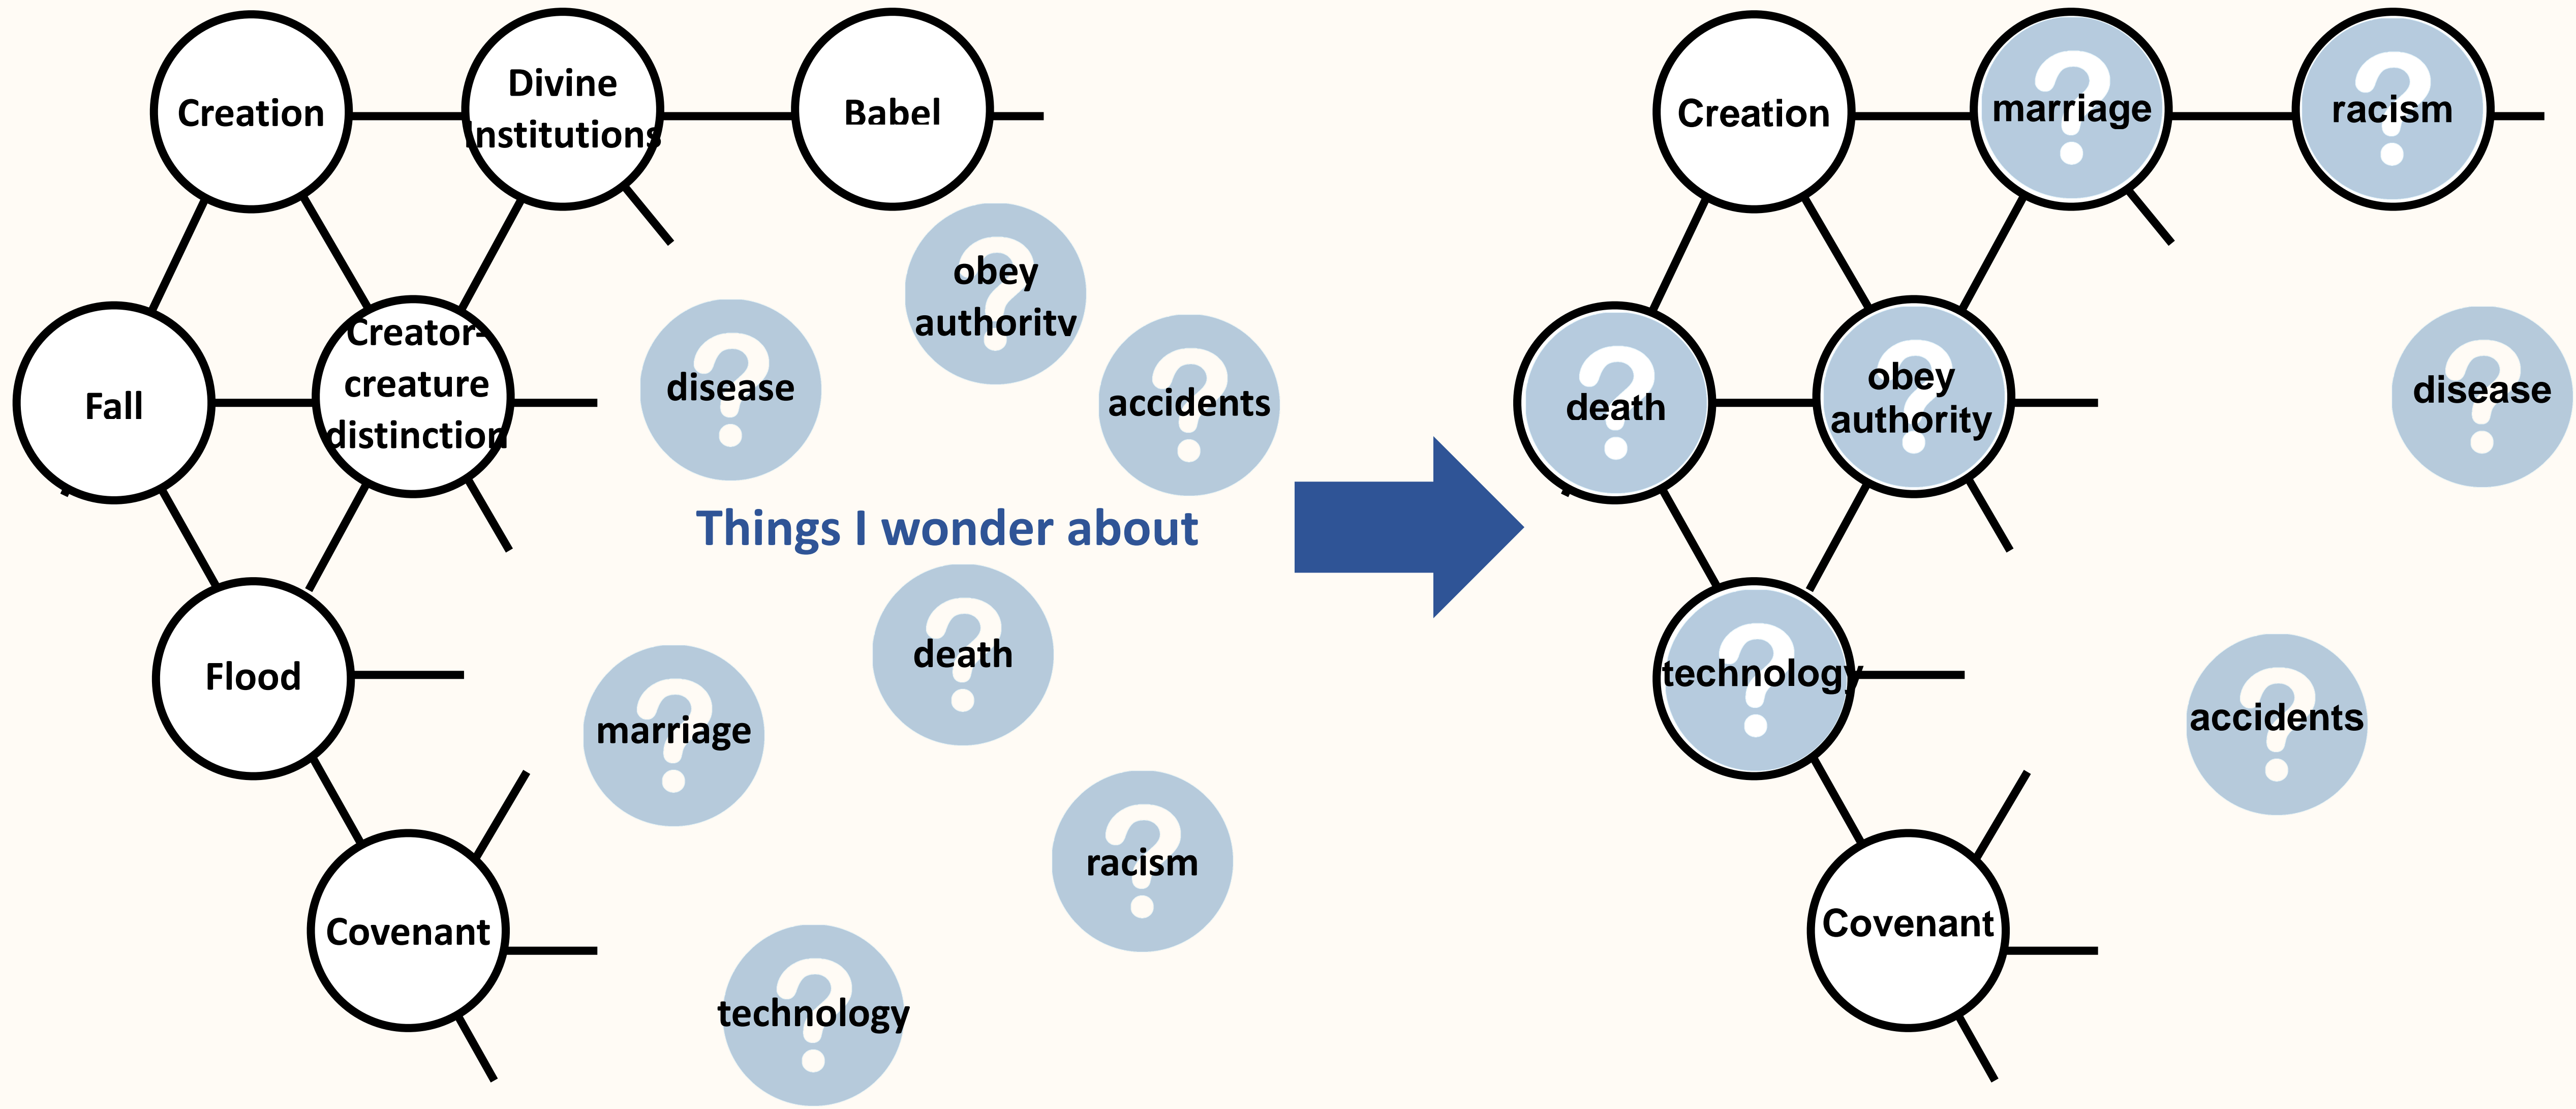 Creation
Divine
Institutions
Babel
Fall
Creator-
creature
distinction
Flood
Covenant
obey
authority
disease
accidents
Things I wonder about
death
marriage
racism
technology
Creation
marriage
racism
death
obey
authority
disease
technology
accidents
Covenant